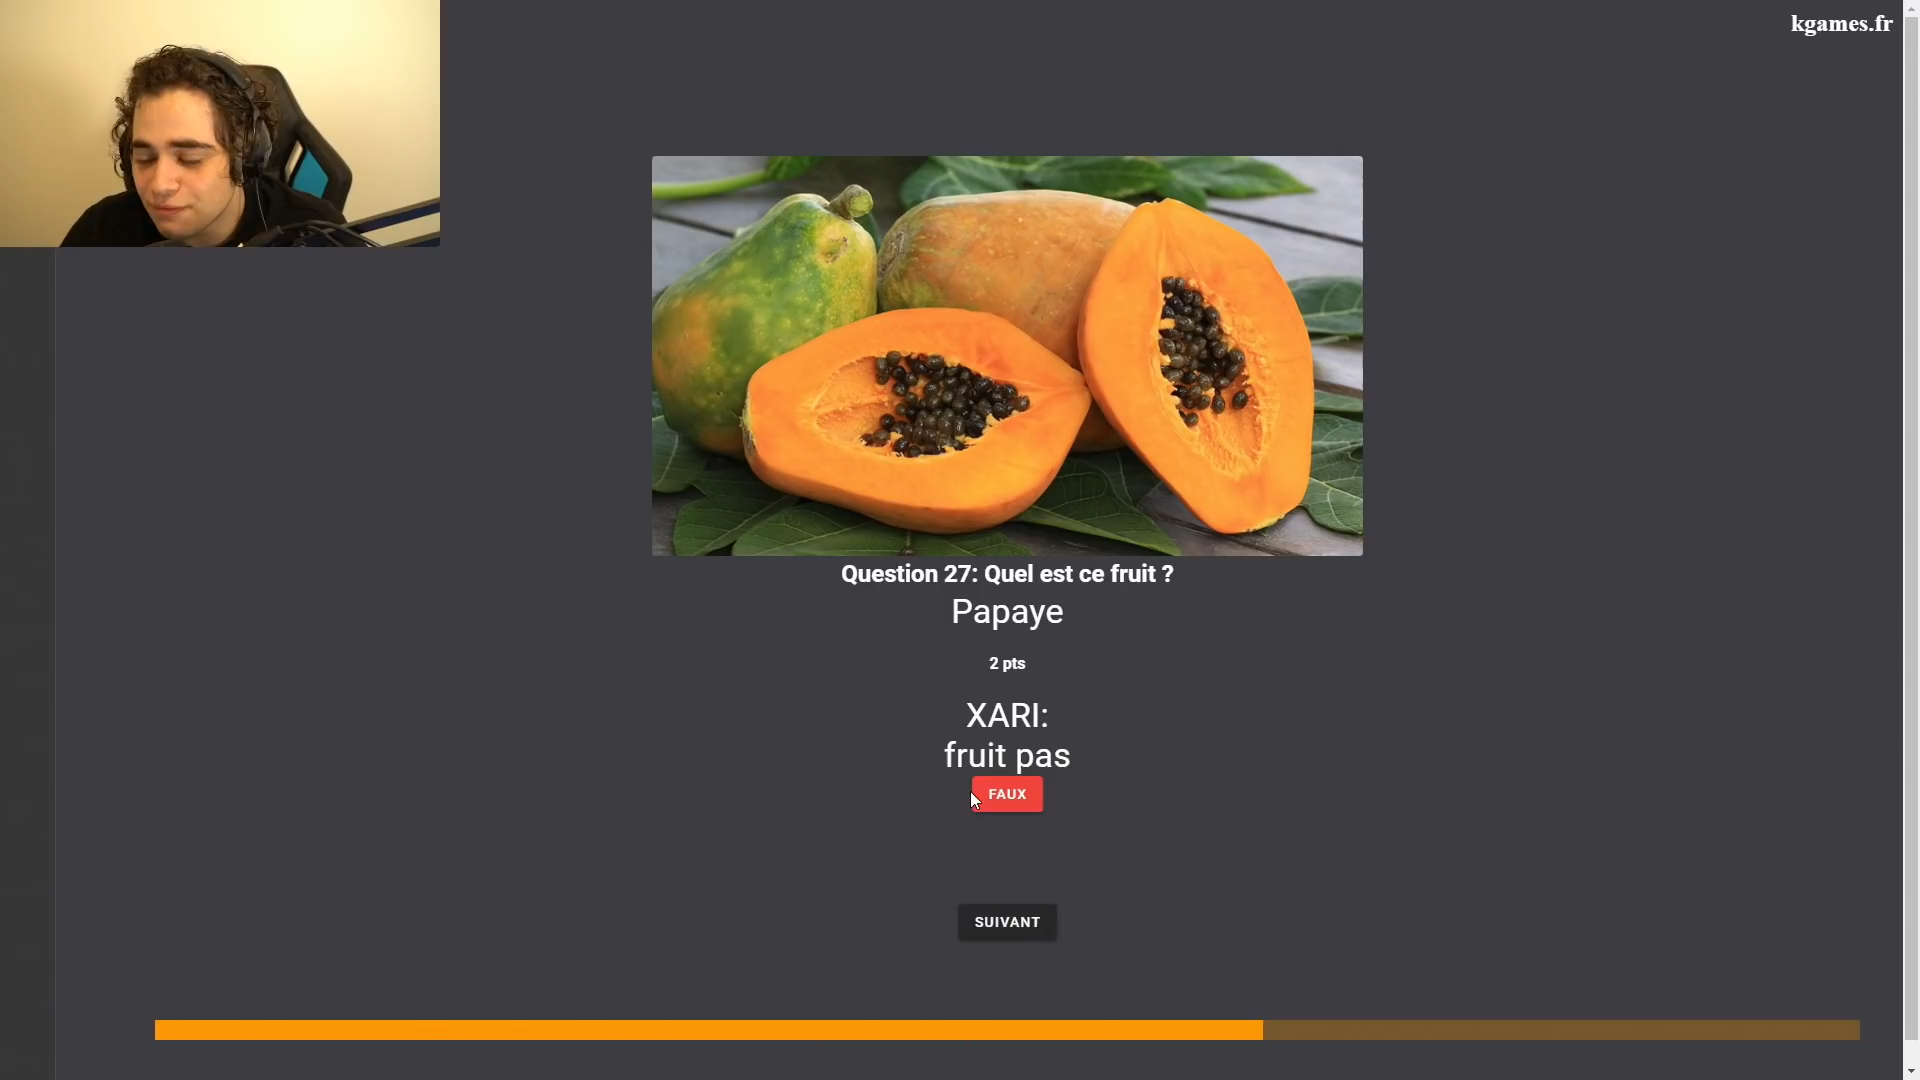 kgames.fr
Question 27: Quel est ce fruit ?
Papaye
2 pts
XARI:
fruit pas
FAUX
SUIVANT